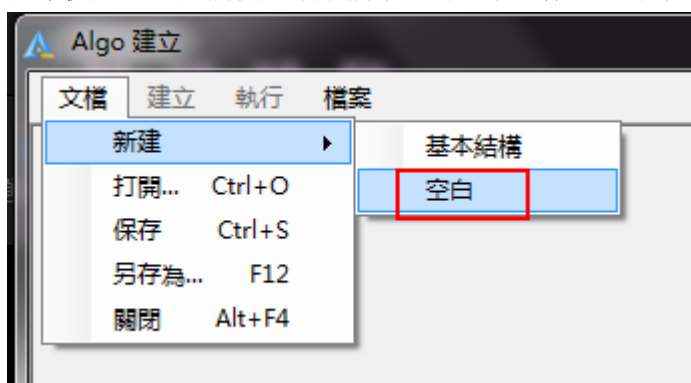 Algo 建立
文檔 建立 執行 檔案
新建 基本結構
打開... Ctrl+O 空白
保存 Ctrl+S
另存為... F12
關閉 Alt+F4